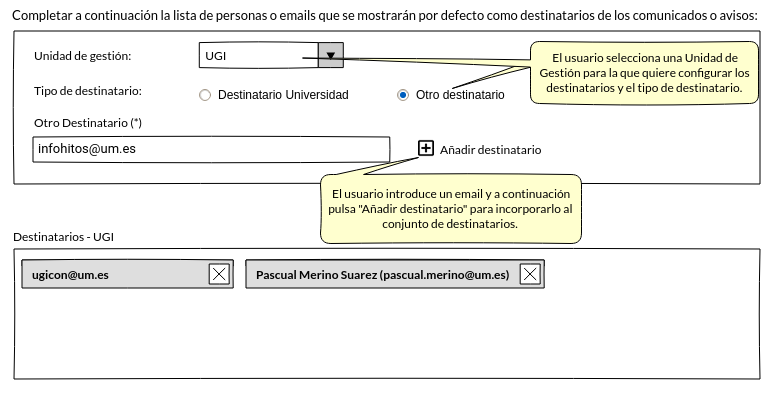 Completar a continuación la lista de personas o emails que se mostrarán por defecto como destinatarios de los comunicados o avisos:
Unidad de gestión:
UGI
El usuario selecciona una Unidad de
Gestión para la que quiere configurar los
destinatarios y el tipo de destinatario.
Tipo de destinatario:
Destinatario Universidad
Otro destinatario
Otro Destinatario (*)
infohitos@um.es
Añadir destinatario
El usuario introduce un email y a continuación
pulsa "Añadir destinatario" para incorporarlo al
conjunto de destinatarios.
Destinatarios - UGI
ugicon@um.es
Pascual Merino Suarez (pascual.merino@um.es)